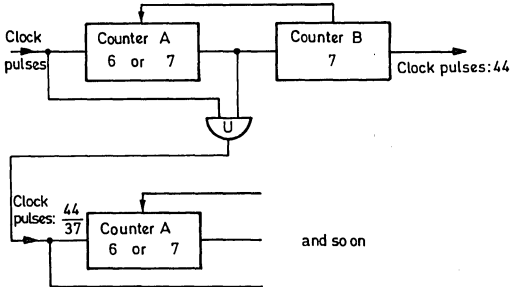 Clock
pulses
Counter A
6 or 7
Counter B
7
Clock pulses:44
U
Clock
pulses: 44
37
Counter A
6 or 7
and so on